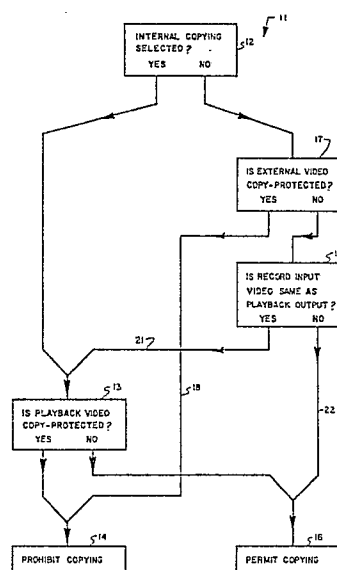 11
INTERNAL COPYING
SELECTED?
YES NO
12
17
IS EXTERNAL VIDEO
COPY-PROTECTED?
YES NO
IS RECORD INPUT
VIDEO SAME AS
PLAYBACK OUTPUT?
YES NO
21
13
18
22
IS PLAYBACK VIDEO
COPY-PROTECTED?
YES NO
14
16
PROHIBIT COPYING
PERMIT COPYING